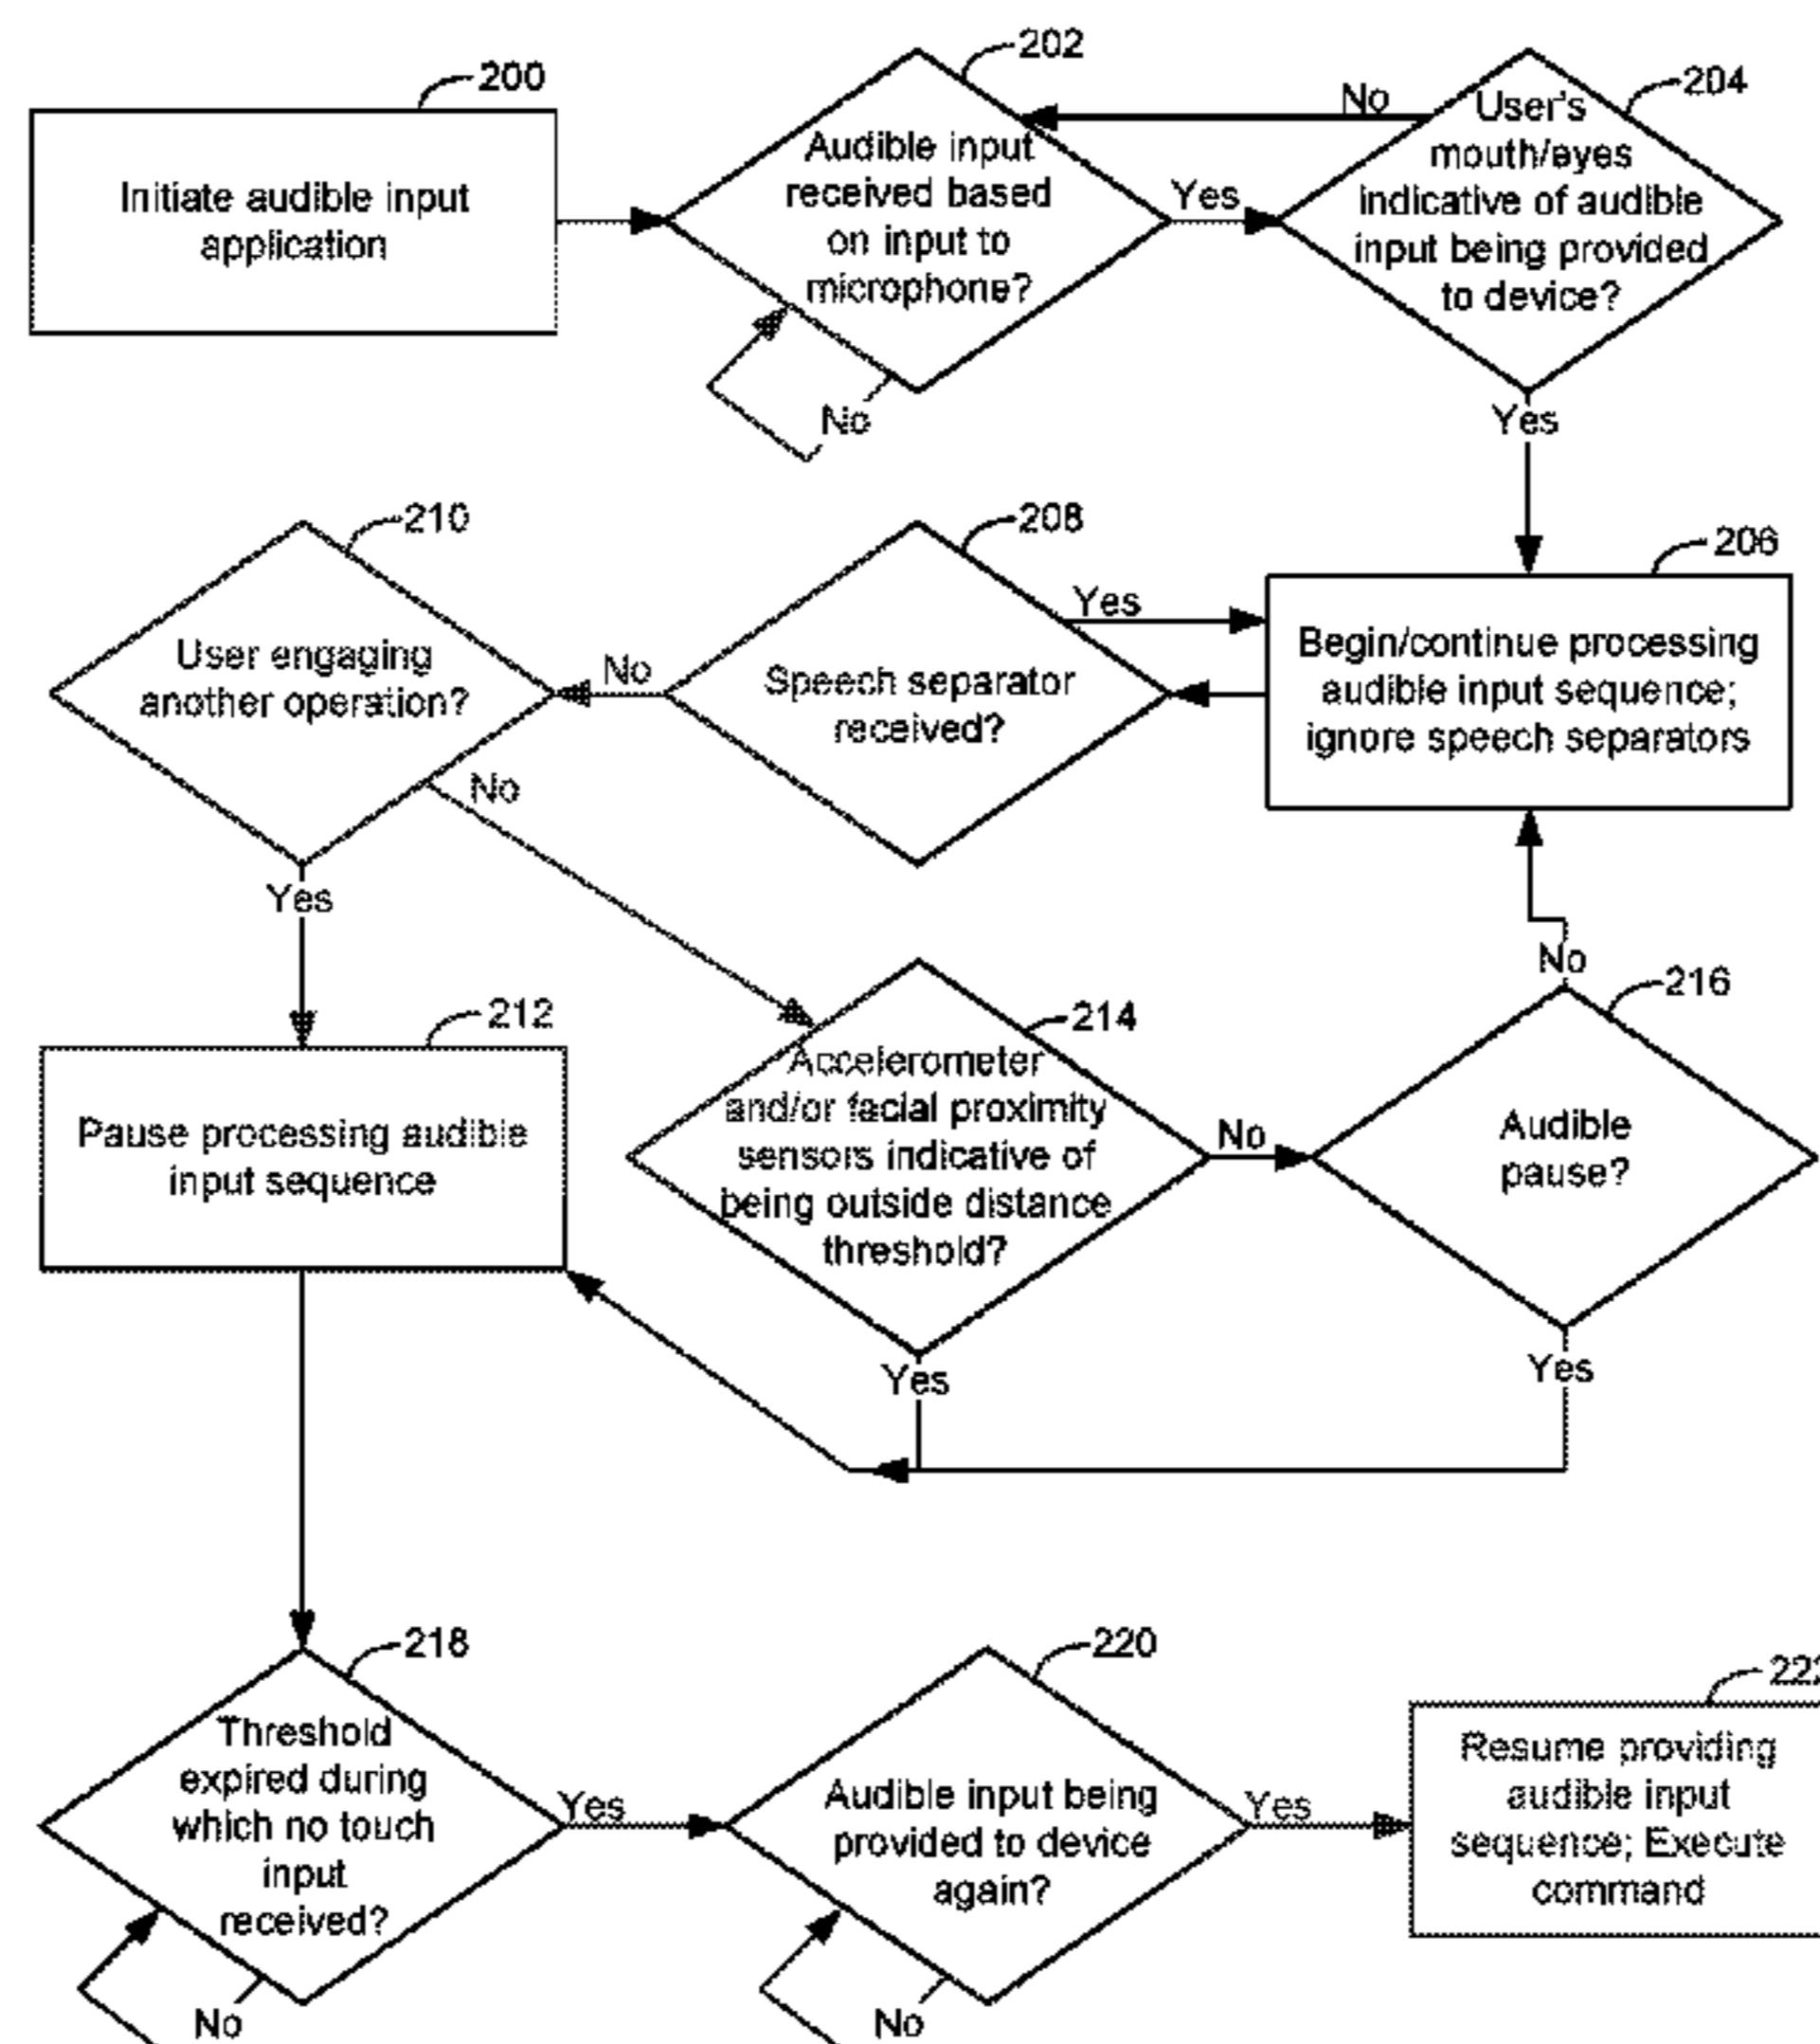 200
Initiate audible input
application
202
Audible input
received based
on input to
microphone?
Yes
No
No
204
User's
mouth/eyes
indicative of audible
input being provided
to device?
Yes
206
Begin/continue processing
audible input sequence;
ignore speech separators
208
Speech separator
received?
Yes
No
210
User engaging
another operation?
No
Yes
212
Pause processing audible
input sequence
214
Accelerometer
and/or facial proximity
sensors indicative of
being outside distance
threshold?
No
Yes
216
Audible
pause?
No
Yes
218
Threshold
expired during
which no touch
input
received?
Yes
No
220
Audible input being
provided to device
again?
Yes
No
222
Resume providing
audible input
sequence; Execute
command